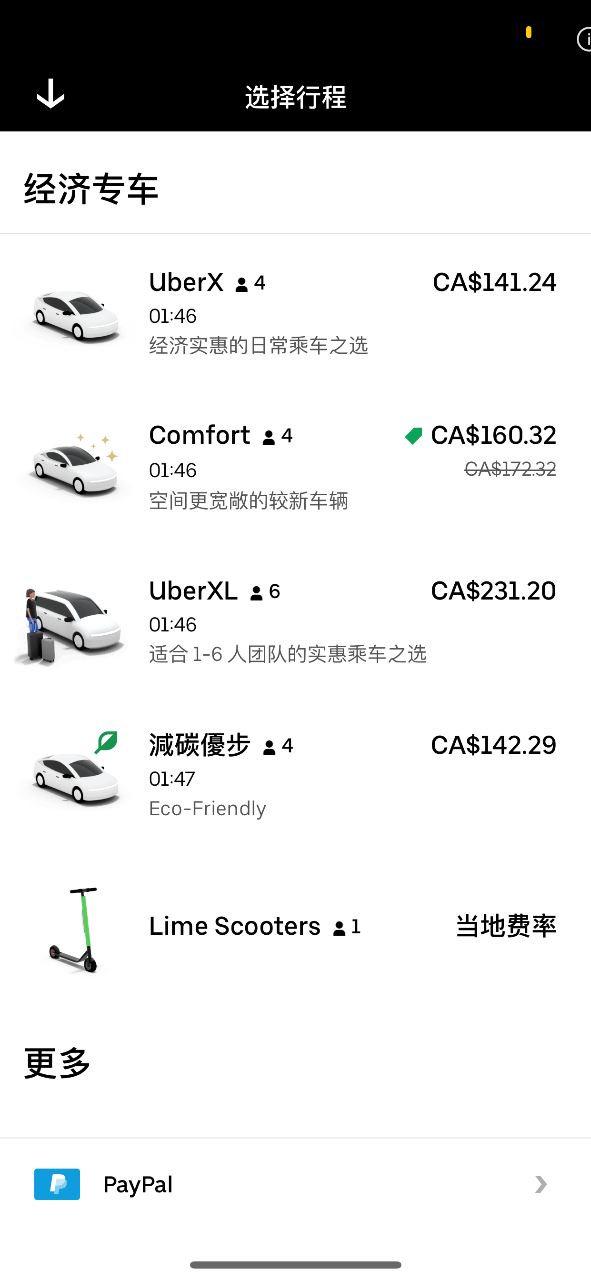 选择行程
经济专车
UberX 4 CA$141.24
01:46
经济实惠的日常乘车之选
Comfort 4 CA$160.32
01:46 CA$172.32
空间更宽敞的较新车辆
UberXL 6 CA$231.20
01:46
适合 1-6 人团队的实惠乘车之选
減碳優步 4 CA$142.29
01:47
Eco-Friendly
Lime Scooters 1 当地费率
更多
PayPal